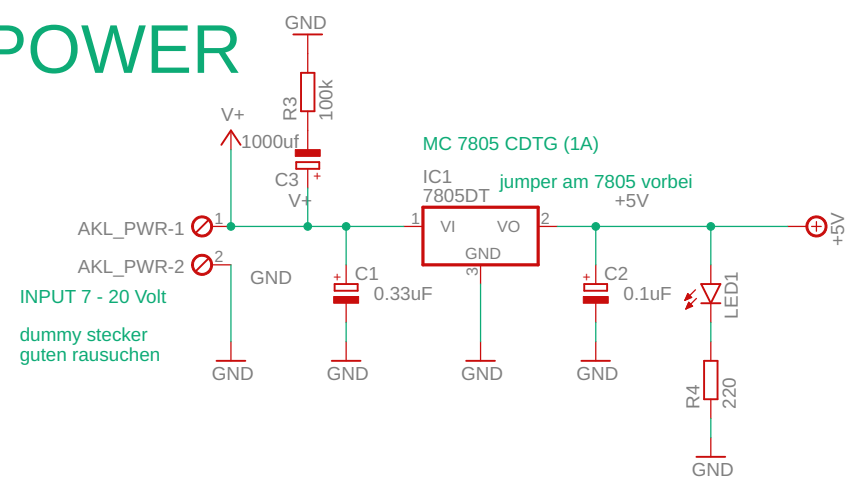 POWER
GND
R3
100k
V+
1000uf
C3
V+
MC 7805 CDTG (1A)
IC1
7805DT
jumper am 7805 vorbei
+5V
AKL_PWR-1
1
1
VI
VO
2
+5V
GND
3
AKL_PWR-2
2
GND
INPUT 7 - 20 Volt
dummy stecker
guten rausuchen
C1
0.33uF
C2
0.1uF
LED1
GND
GND
GND
GND
R4
220
GND